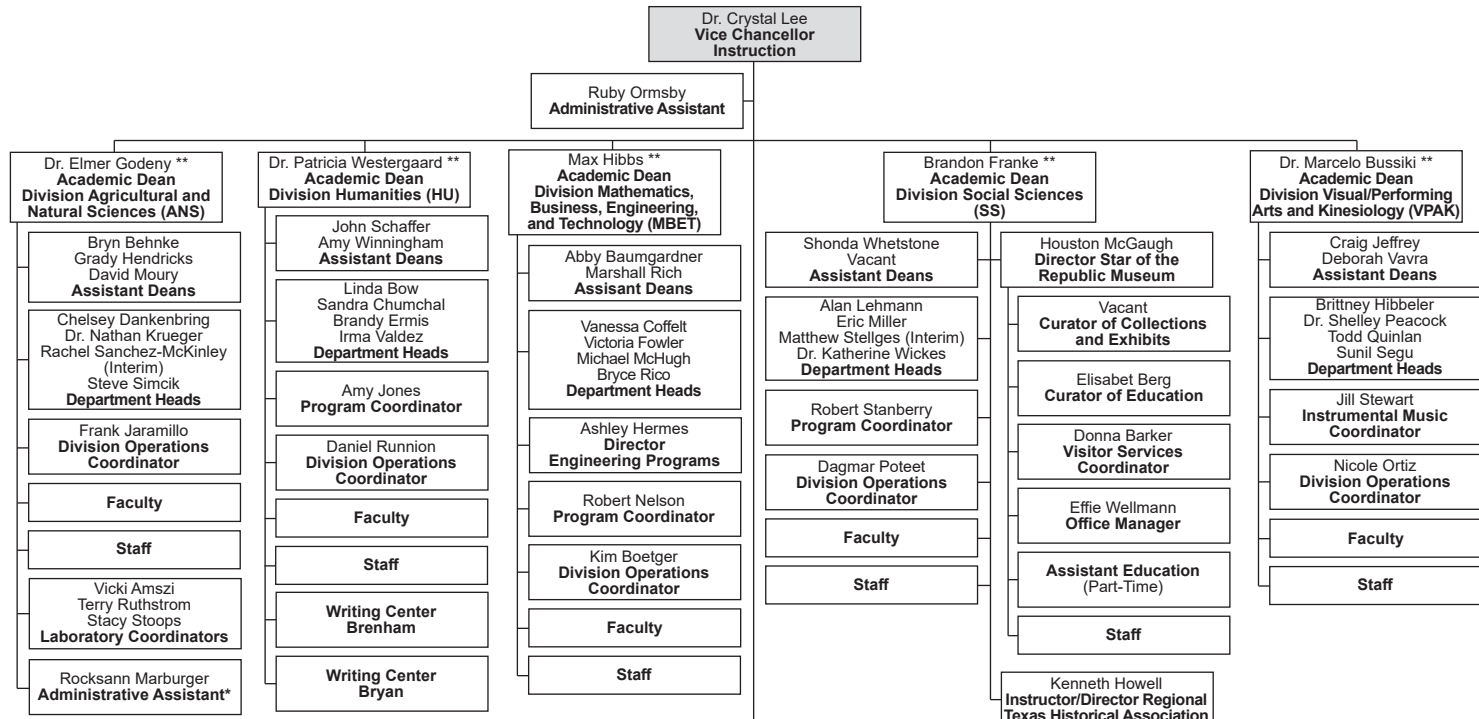 Dr. Crystal Lee
Vice Chancellor
Instruction
Ruby Ormsby
Administrative Assistant
Dr. Elmer Godeny **
Academic Dean
Division Agricultural and
Natural Sciences (ANS)
Bryn Behnke
Grady Hendricks
David Moury
Assistant Deans
Chelsey Dankenbring
Dr. Nathan Krueger
Rachel Sanchez-McKinley
(Interim)
Steve Simcik
Department Heads
Frank Jaramillo
Division Operations
Coordinator
Faculty
Staff
Vicki Amszi
Terry Ruthstrom
Stacy Stoops
Laboratory Coordinators
Rocksann Marburger
Administrative Assistant*
Dr. Patricia Westergaard **
Academic Dean
Division Humanities (HU)
John Schaffer
Amy Winningham
Assistant Deans
Linda Bow
Sandra Chumchal
Brandy Ermis
Irma Valdez
Department Heads
Amy Jones
Program Coordinator
Daniel Runnion
Division Operations
Coordinator
Faculty
Staff
Writing Center
Brenham
Writing Center
Bryan
Max Hibbs **
Academic Dean
Division Mathematics,
Business, Engineering,
and Technology (MBET)
Abby Baumgardner
Marshall Rich
Assisant Deans
Vanessa Coffelt
Victoria Fowler
Michael McHugh
Bryce Rico
Department Heads
Ashley Hermes
Director
Engineering Programs
Robert Nelson
Program Coordinator
Kim Boetger
Division Operations
Coordinator
Faculty
Staff
Brandon Franke **
Academic Dean
Division Social Sciences
(SS)
Shonda Whetstone
Vacant
Assistant Deans
Alan Lehmann
Eric Miller
Matthew Stellges (Interim)
Dr. Katherine Wickes
Department Heads
Robert Stanberry
Program Coordinator
Dagmar Poteet
Division Operations
Coordinator
Faculty
Staff
Houston McGaugh
Director Star of the
Republic Museum
Vacant
Curator of Collections
and Exhibits
Elisabet Berg
Curator of Education
Donna Barker
Visitor Services
Coordinator
Effie Wellmann
Office Manager
Assistant Education
(Part-Time)
Staff
Kenneth Howell
Instructor/Director Regional
Texas Historical Association
Dr. Marcelo Bussiki **
Academic Dean
Division Visual/Performing
Arts and Kinesiology (VPAK)
Craig Jeffrey
Deborah Vavra
Assistant Deans
Brittney Hibbeler
Dr. Shelley Peacock
Todd Quinlan
Sunil Segu
Department Heads
Jill Stewart
Instrumental Music
Coordinator
Nicole Ortiz
Division Operations
Coordinator
Faculty
Staff